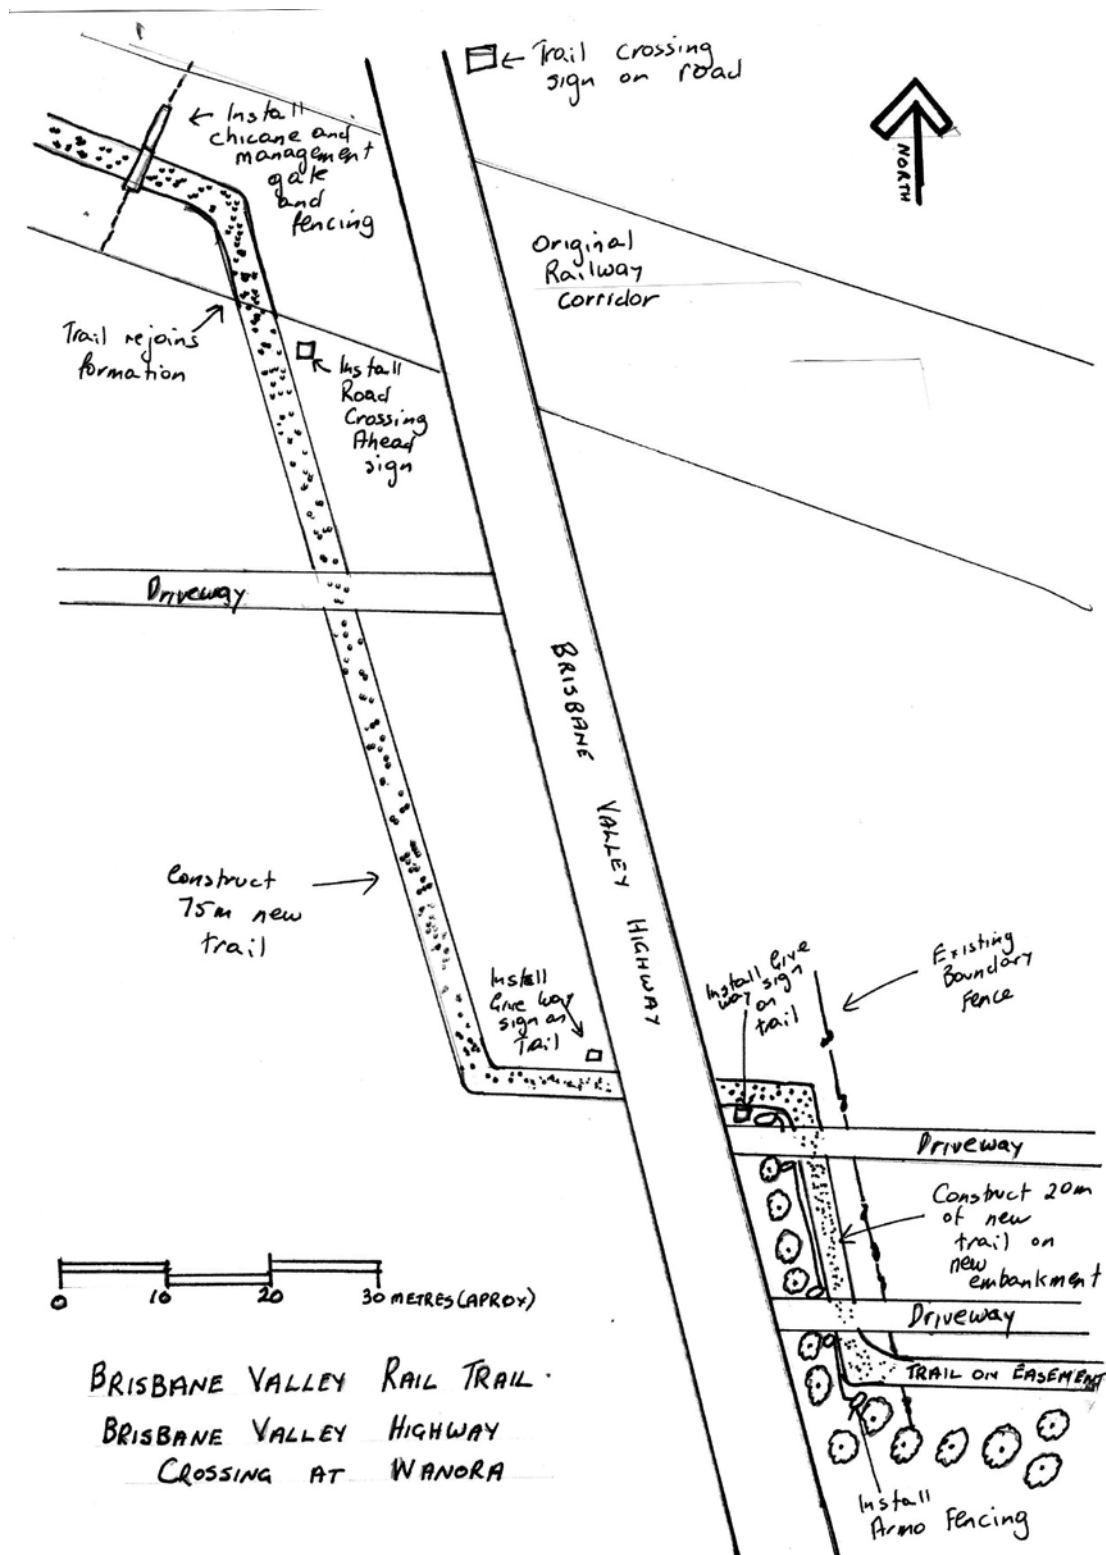 Trail crossing
sign on road
NORTH
Install
chicane and
management
gate
and
fencing
Original
Railway
corridor
Trail rejoins
formation
Install
Road
Crossing
Ahead
sign
Driveway
BRISBANE VALLEY HIGHWAY
Construct
75m new
trail
Install
Give Way
sign on
Trail
Install Give
way sign
on
trail
Existing
Boundary
Fence
Driveway
Construct 20m
of new
trail on
new
embankment
Driveway
TRAIL ON EASEMENT
0 10 20 30 METRES (APROX)
BRISBANE VALLEY RAIL TRAIL.
BRISBANE VALLEY HIGHWAY
CROSSING AT WANORA
Install
Armo Fencing